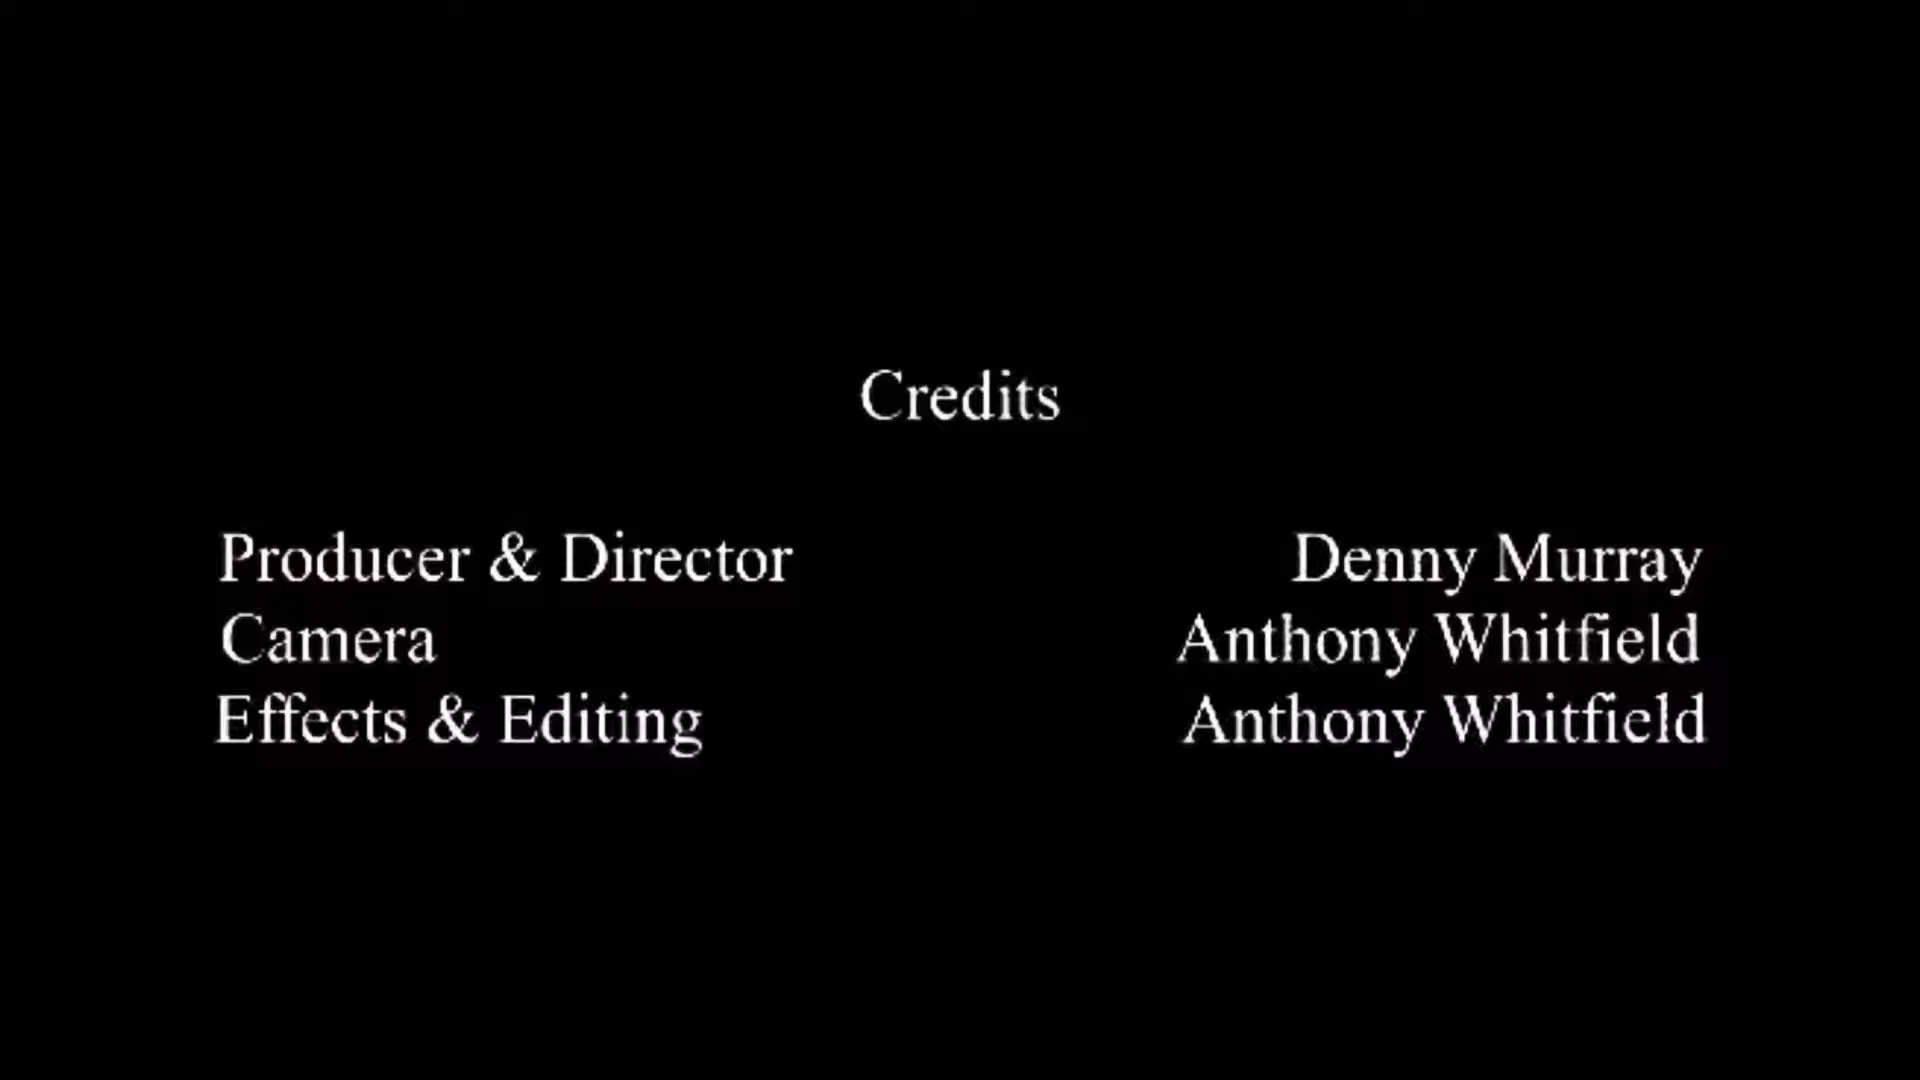 Credits
Producer & Director Denny Murray
Camera Anthony Whitfield
Effects & Editing Anthony Whitfield